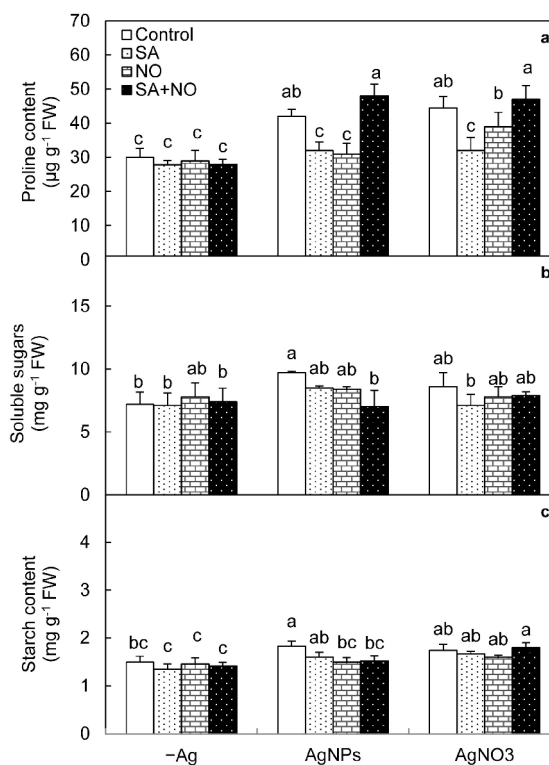 70
60
50
40
30
20
10
0
Proline content
(µg g-1 FW)
Control
SA
NO
SA+NO
a
c c c c
ab c c a
ab c b a
15
10
5
0
Soluble sugars
(mg g-1 FW)
b
b b ab ab
a ab ab b
ab b ab ab
4
3
2
1
0
Starch content
(mg g-1 FW)
c
bc c c c
a ab bc bc
ab ab ab a
−Ag AgNPs AgNO3